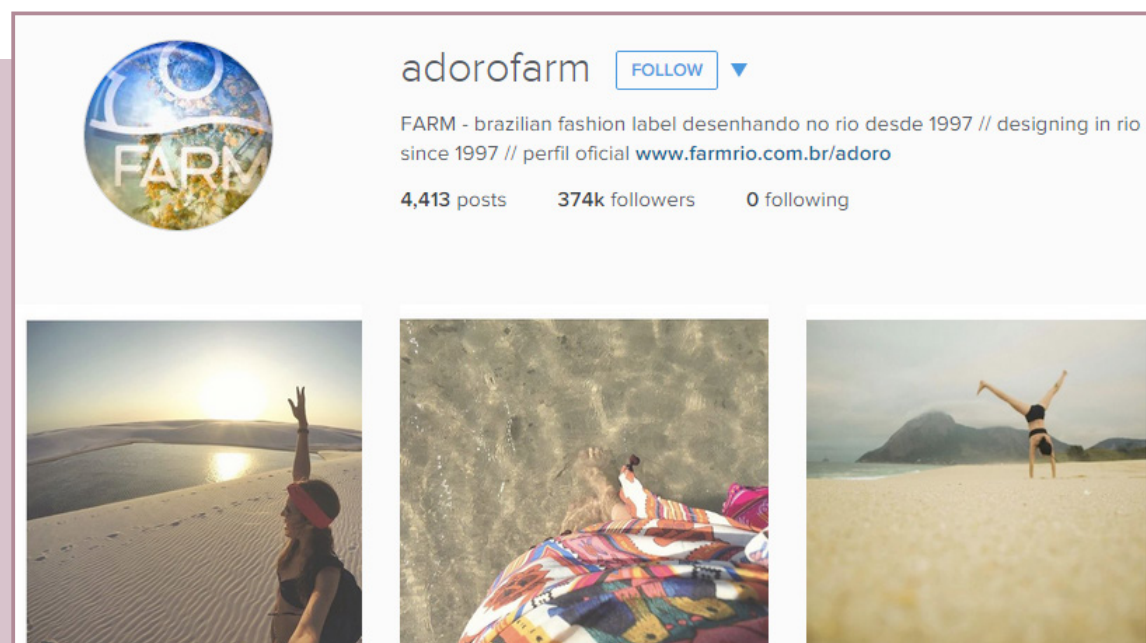 FARM
adorofarm FOLLOW
FARM - brazilian fashion label desenhando no rio desde 1997 // designing in rio
since 1997 // perfil oficial www.farmrio.com.br/adoro
4,413 posts 374k followers 0 following